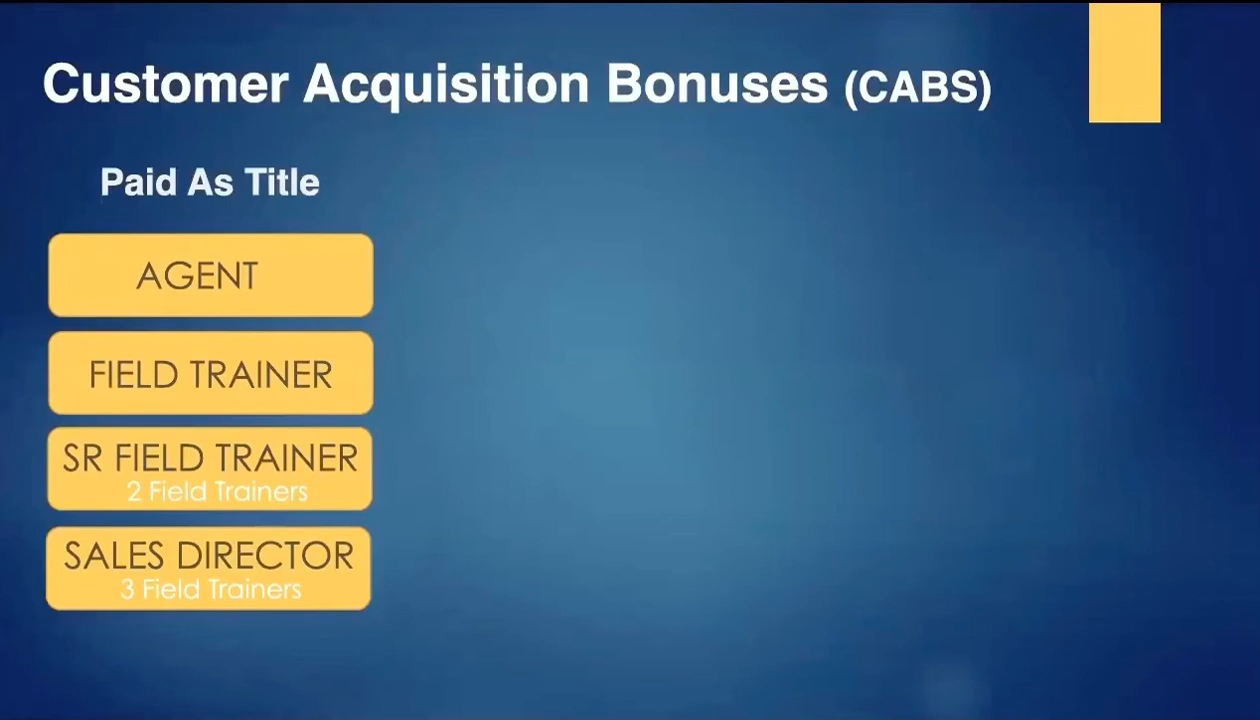 Customer Acquisition Bonuses (CABS)
Paid As Title
AGENT
FIELD TRAINER
SR FIELD TRAINER
2 Field Trainers
SALES DIRECTOR
3 Field Trainers